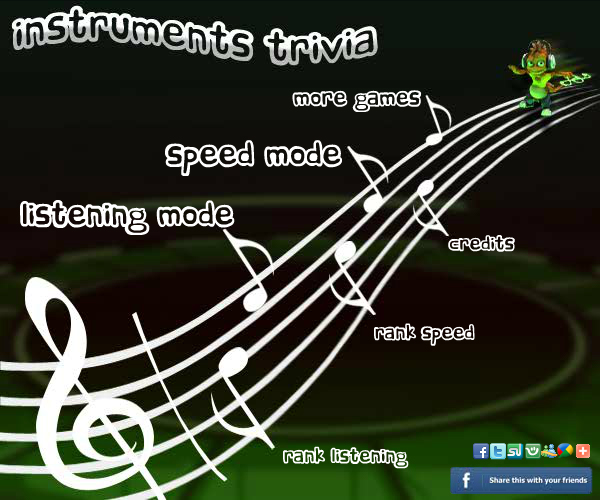 instruments trivia
more games
speed mode
listening mode
credits
rank speed
rank listening
Share this with your friends